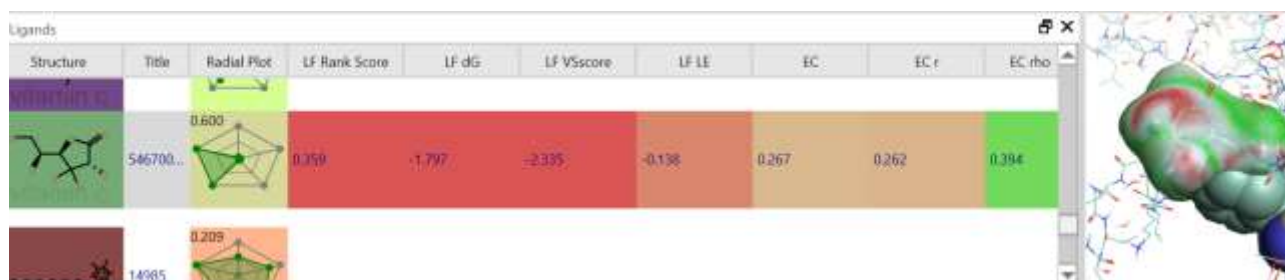 Ligands
Structure Title Radial Plot LF Rank Score LF dG LF VSscore LF LE EC EC r EC rho
vitamin c
0.600
546700... 0.359 -1.797 -2.335 -0.138 0.267 0.262 0.394
0.209
14985